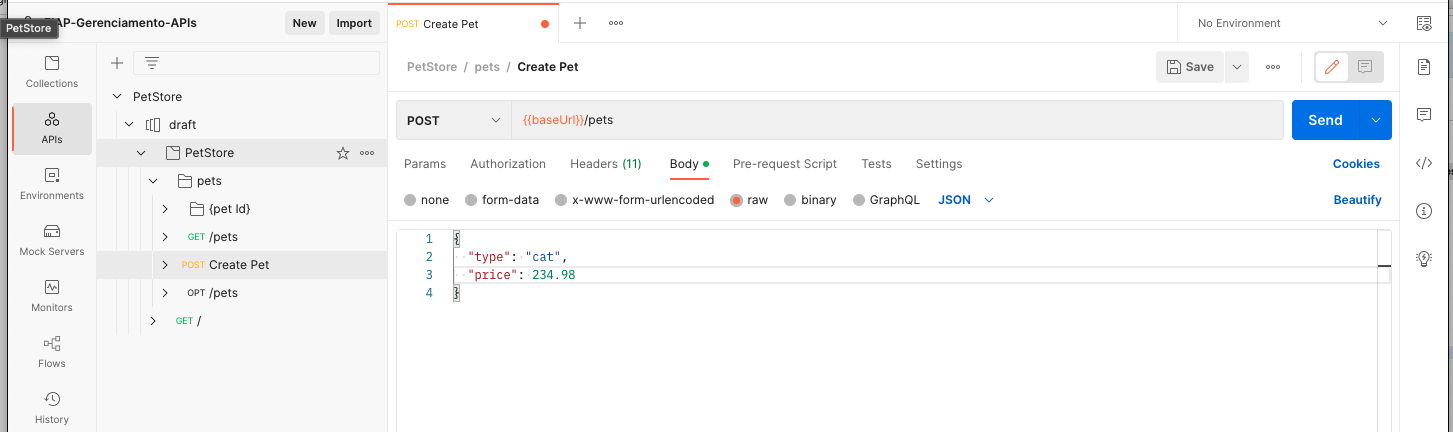 FIAP-Gerenciamento-APIs
New
Import
PetStore
Collections
APIs
Environments
Mock Servers
Monitors
Flows
History
PetStore
draft
PetStore
pets
{pet Id}
GET /pets
POST Create Pet
OPT /pets
GET /
POST Create Pet
No Environment
PetStore / pets / Create Pet
Save
POST
{{baseUrl}}/pets
Send
Params Authorization Headers (11) Body Pre-request Script Tests Settings Cookies
none form-data x-www-form-urlencoded raw binary GraphQL JSON Beautify
1 {
2 "type": "cat",
3 "price": 234.98
4 }